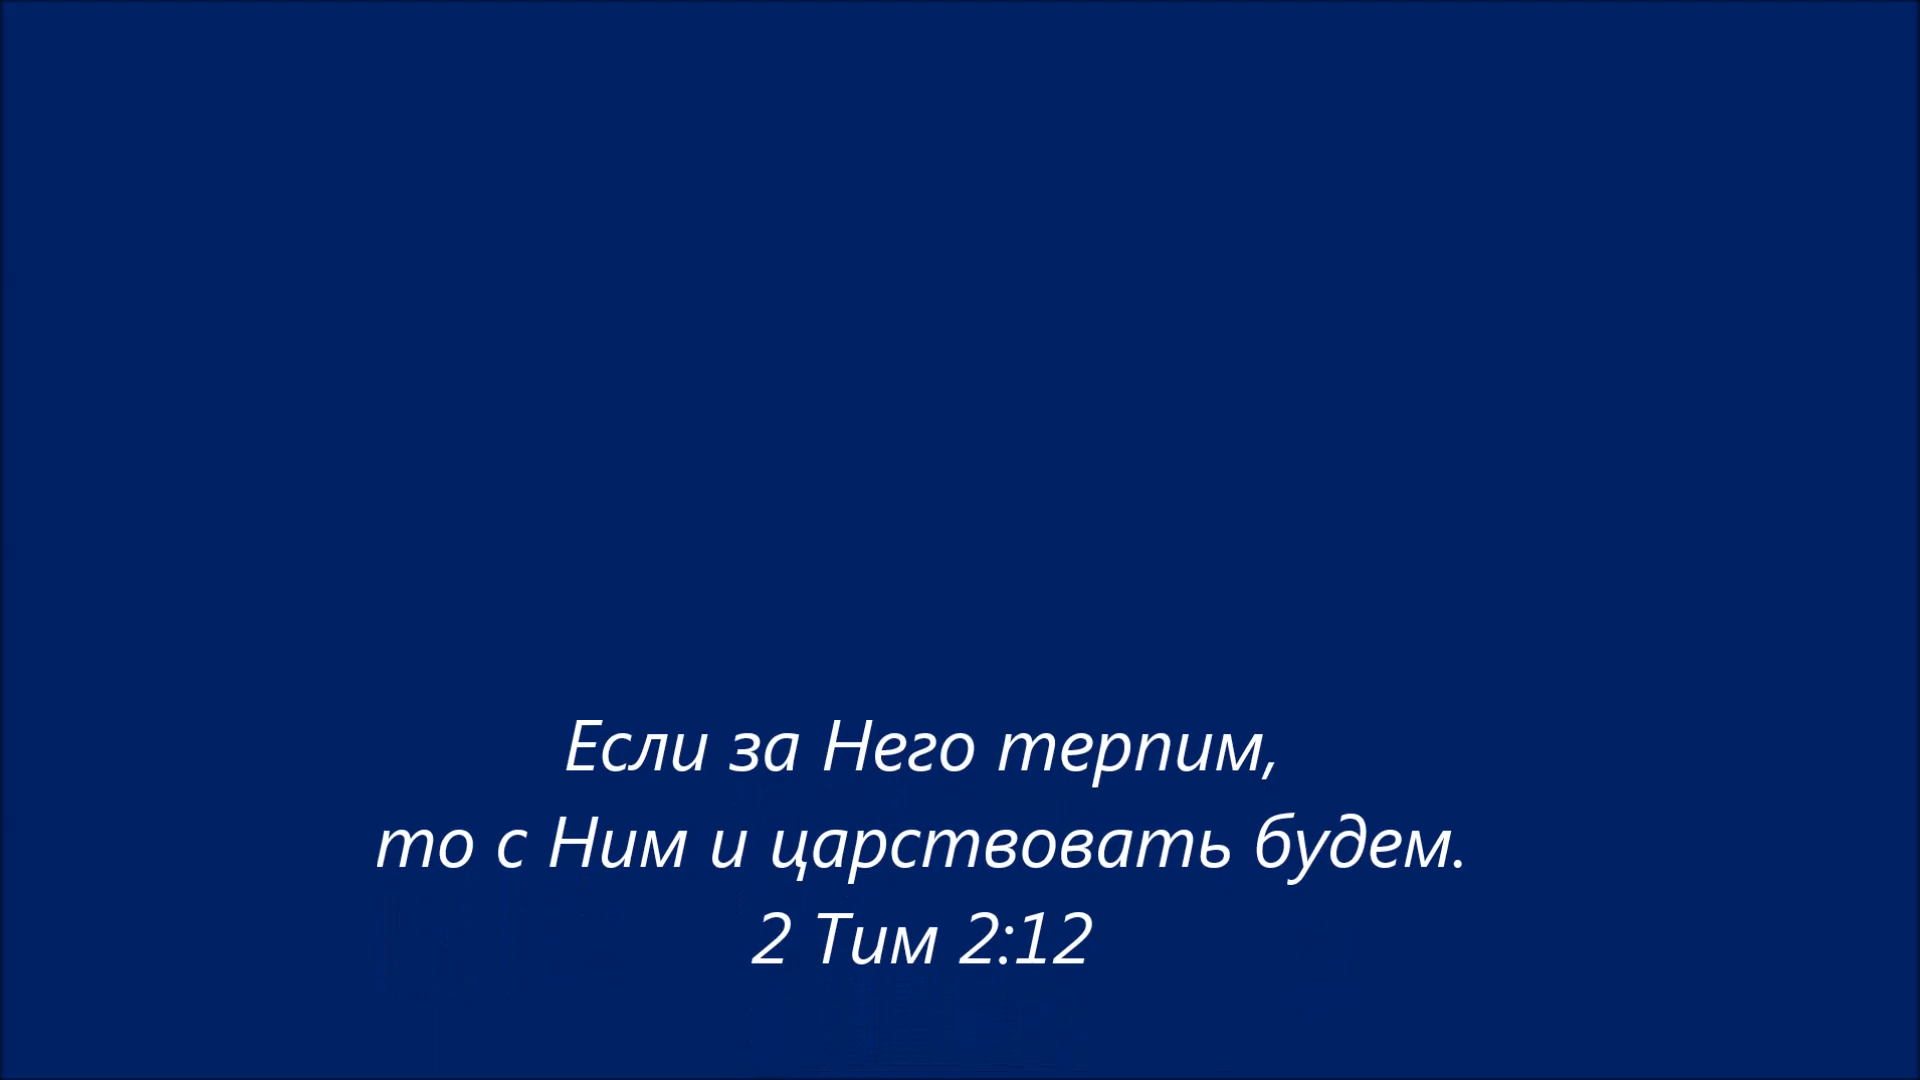 Если за Него терпим,
то с Ним и царствовать будем.
2 Тим 2:12